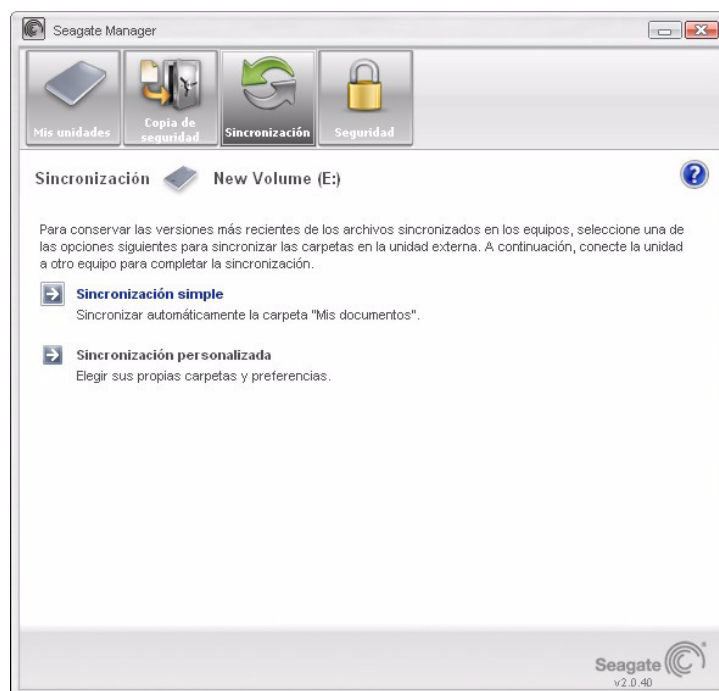 Seagate Manager
Mis unidades
Copia de
seguridad
Sincronización
Seguridad
Sincronización New Volume (E:)
?
Para conservar las versiones más recientes de los archivos sincronizados en los equipos, seleccione una de
las opciones siguientes para sincronizar las carpetas en la unidad externa. A continuación, conecte la unidad
a otro equipo para completar la sincronización.
Sincronización simple
Sincronizar automáticamente la carpeta "Mis documentos".
Sincronización personalizada
Elegir sus propias carpetas y preferencias.
Seagate
v2.0.40